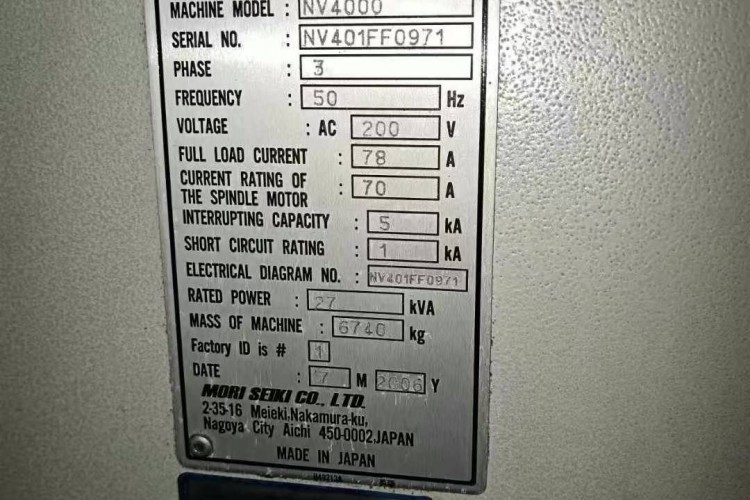 MACHINE MODEL : NV4000
SERIAL NO. : NV401FF0971
PHASE : 3
FREQUENCY : 50 Hz
VOLTAGE : AC 200 V
FULL LOAD CURRENT : 78 A
CURRENT RATING OF
THE SPINDLE MOTOR : 70 A
INTERRUPTING CAPACITY : 5 kA
SHORT CIRCUIT RATING : 1 kA
ELECTRICAL DIAGRAM NO. : NV401FF0971
RATED POWER : 27 kVA
MASS OF MACHINE : 6740 kg
Factory ID is # 1
DATE : 7 M 2006 Y
MORI SEIKI CO., LTD.
2-35-16 Meieki,Nakamura-ku,
Nagoya City Aichi 450-0002,JAPAN
MADE IN JAPAN